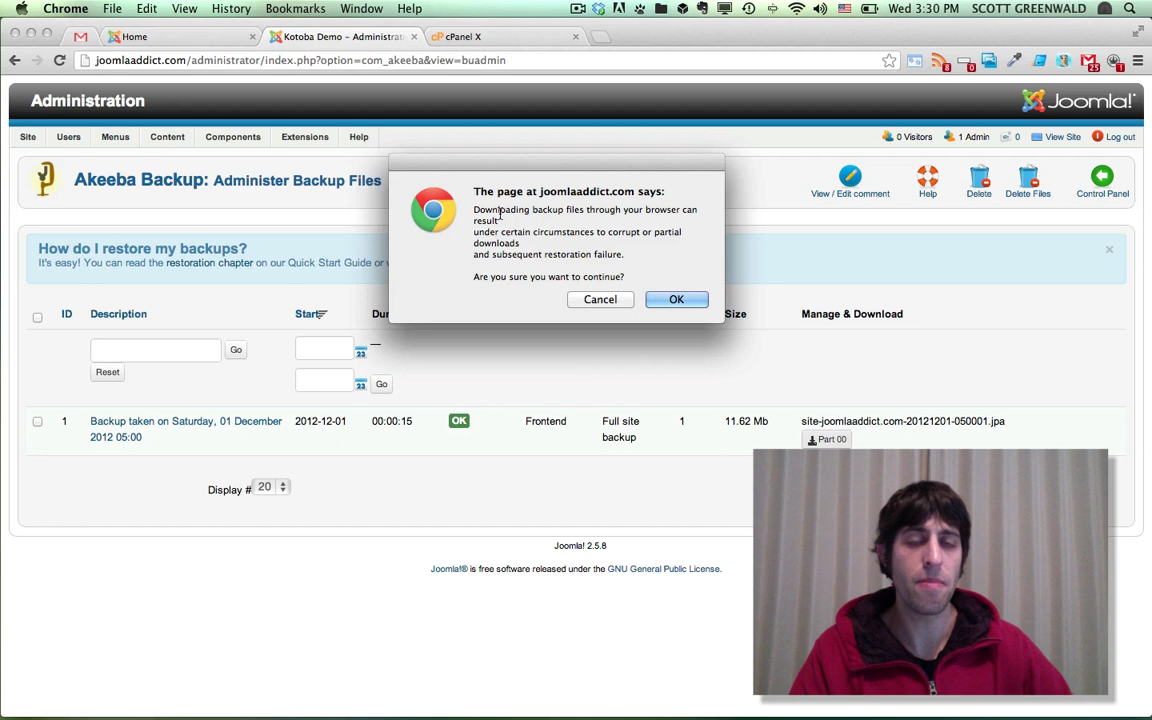 Chrome File Edit View History Bookmarks Window Help Wed 3:30 PM SCOTT GREENWALD
Home Kotoba Demo - Administrat cPanel X
joomlaaddict.com/administrator/index.php?option=com_akeeba&view=buadmin
8 0 25 1
Administration Joomla!
Site Users Menus Content Components Extensions Help 0 Visitors 1 Admin 0 View Site Log out
Akeeba Backup: Administer Backup Files View / Edit comment Help Delete Delete Files Control Panel
The page at joomlaaddict.com says:
Downloading backup files through your browser can
result
under certain circumstances to corrupt or partial
downloads
and subsequent restoration failure.
Are you sure you want to continue?
Cancel OK
How do I restore my backups?
It's easy! You can read the restoration chapter on our Quick Start Guide or
ID Description Start Du Size Manage & Download
Go 23 —
Reset 23 Go
1 Backup taken on Saturday, 01 December 2012-12-01 00:00:15 OK Frontend Full site 1 11.62 Mb site-joomlaaddict.com-20121201-050001.jpa
2012 05:00 backup Part 00
Display # 20
Joomla! 2.5.8
Joomla!® is free software released under the GNU General Public License.